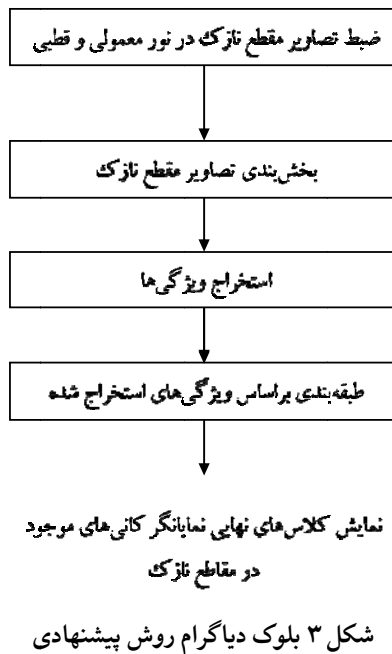 ضبط تصاویر مقطع نازک در نور معمولی و قطبی
بخش‌بندی تصاویر مقطع نازک
استخراج ویژگی‌ها
طبقه‌بندی براساس ویژگی‌های استخراج شده
نمایش کلاس‌های نهایی نمایانگر کانی‌های موجود
در مقاطع نازک
شکل ۳ بلوک دیاگرام روش پیشنهادی